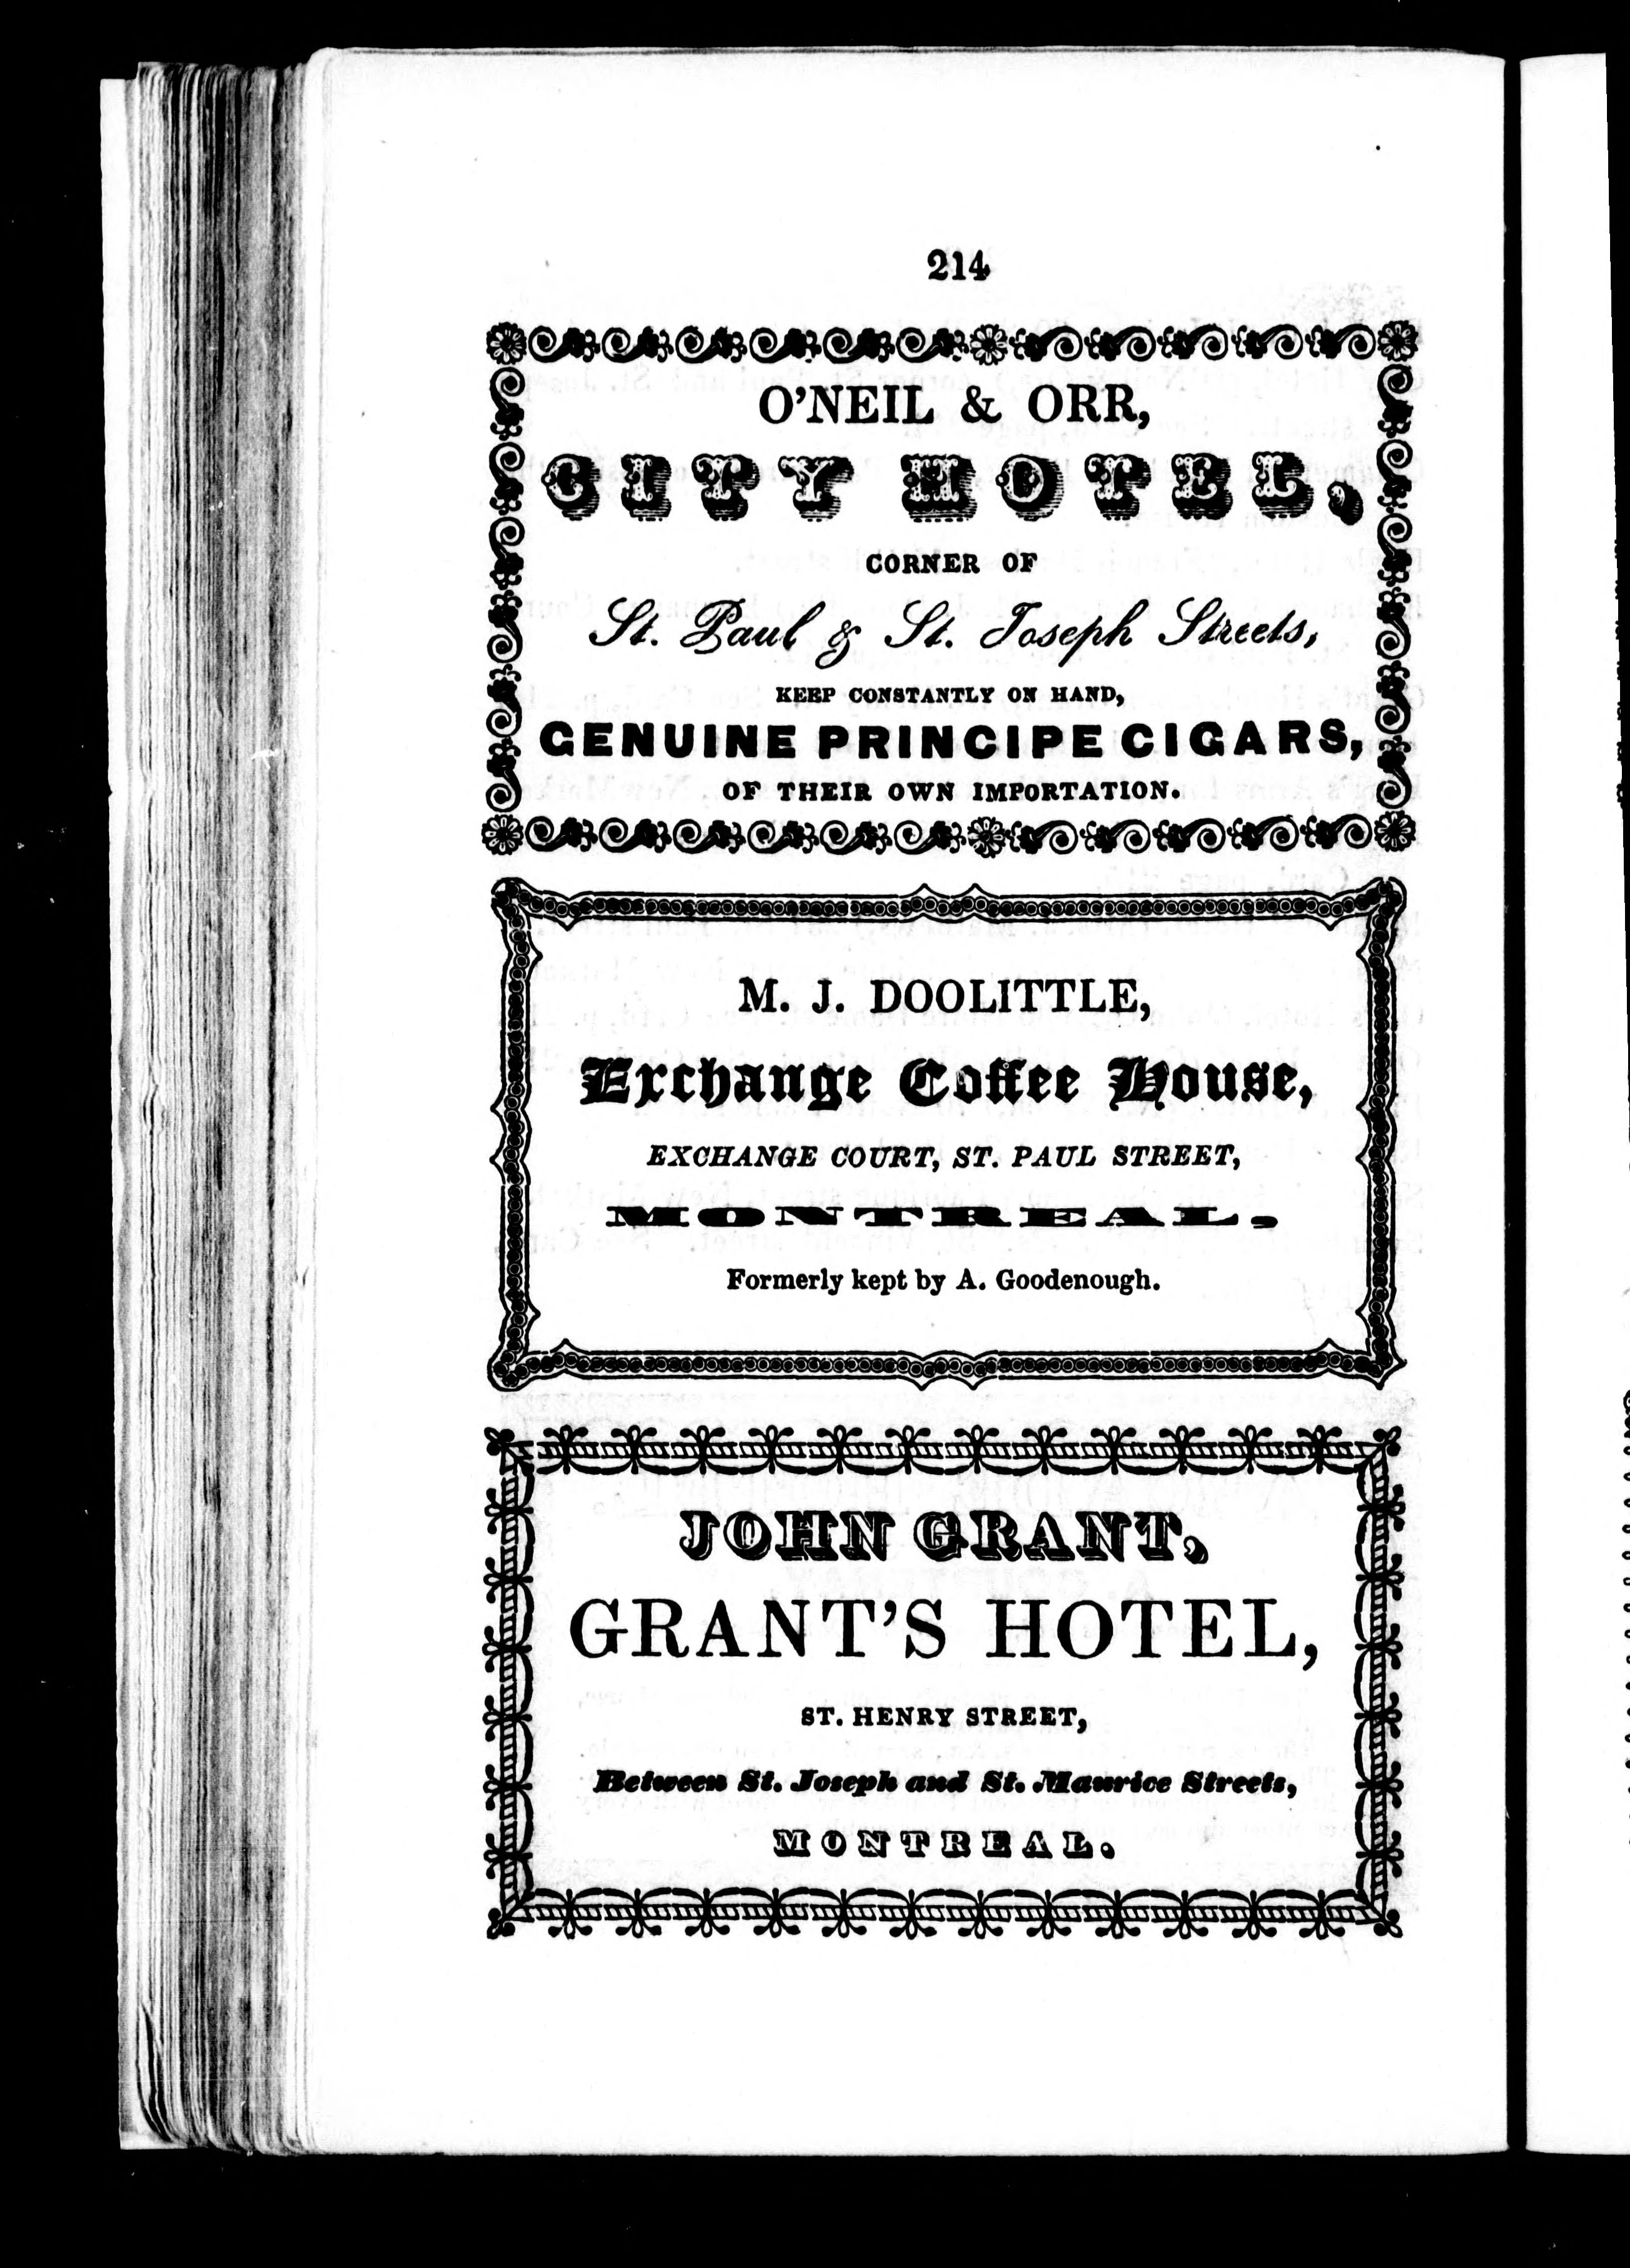 214
O'NEIL & ORR,
CITY HOTEL,
CORNER OF
St. Paul & St. Joseph Streets,
KEEP CONSTANTLY ON HAND,
GENUINE PRINCIPE CIGARS,
OF THEIR OWN IMPORTATION.
M. J. DOOLITTLE,
Exchange Coffee House,
EXCHANGE COURT, ST. PAUL STREET,
MONTREAL.
Formerly kept by A. Goodenough.
JOHN GRANT,
GRANT'S HOTEL,
ST. HENRY STREET,
Between St. Joseph and St. Maurice Streets,
MONTREAL.